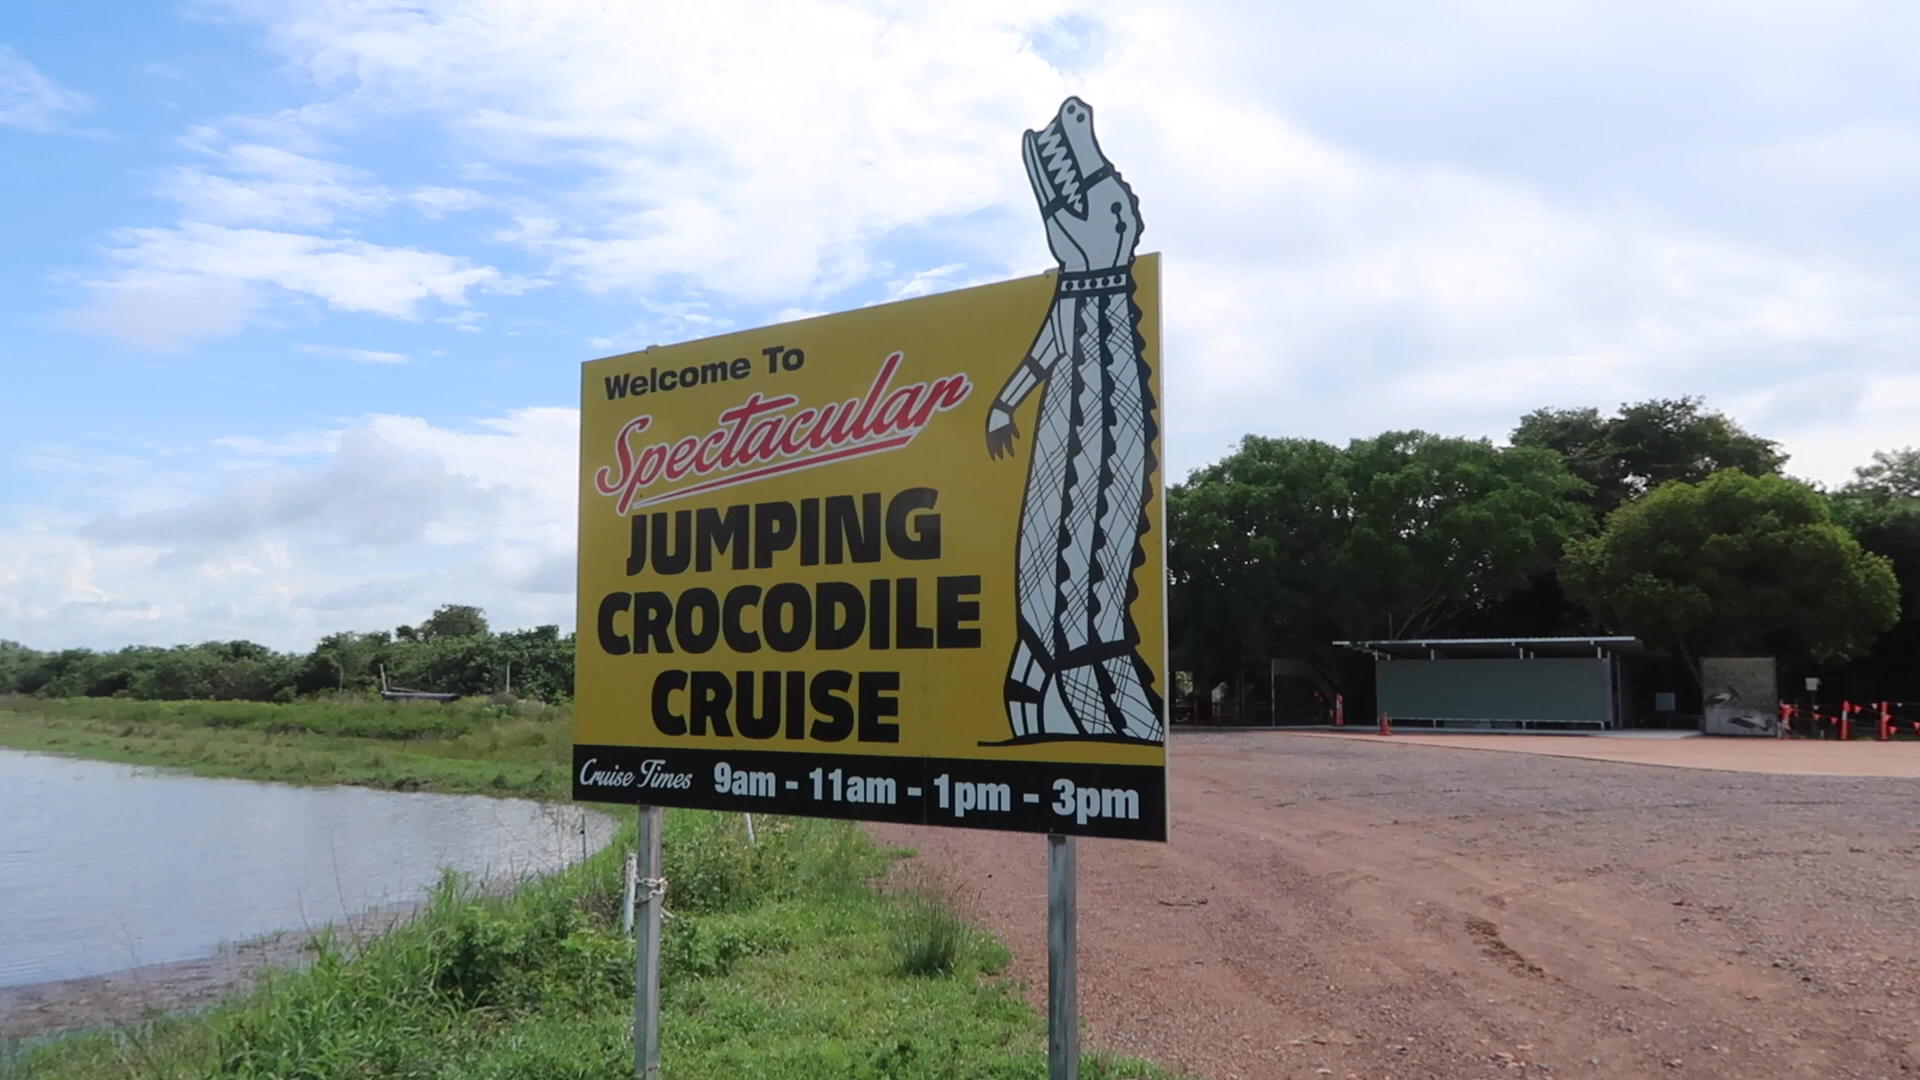 Welcome To
Spectacular
JUMPING
CROCODILE
CRUISE
Cruise Times 9am - 11am - 1pm - 3pm